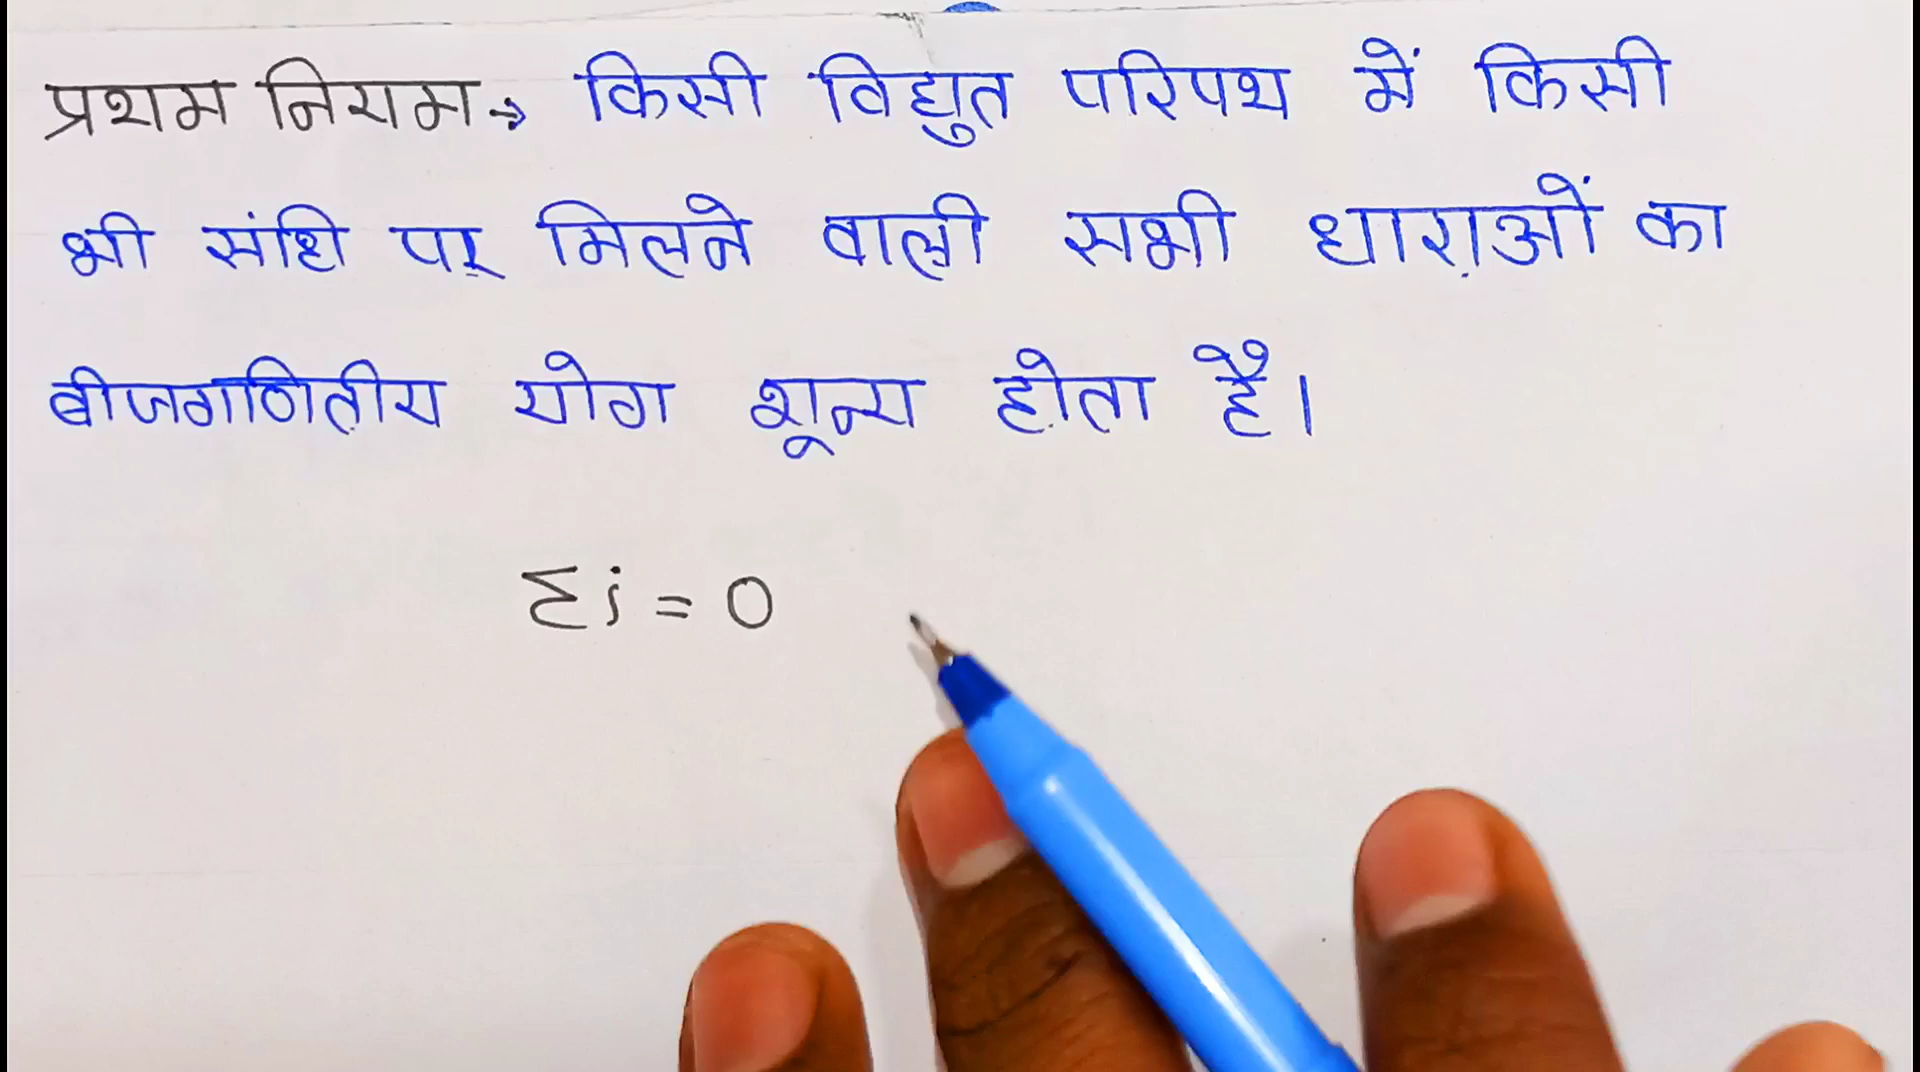 प्रथम नियम → किसी विद्युत परिपथ में किसी
भी संधि पर मिलने वाली सभी धाराओं का
बीजगणितीय योग शून्य होता है।
Σi = 0